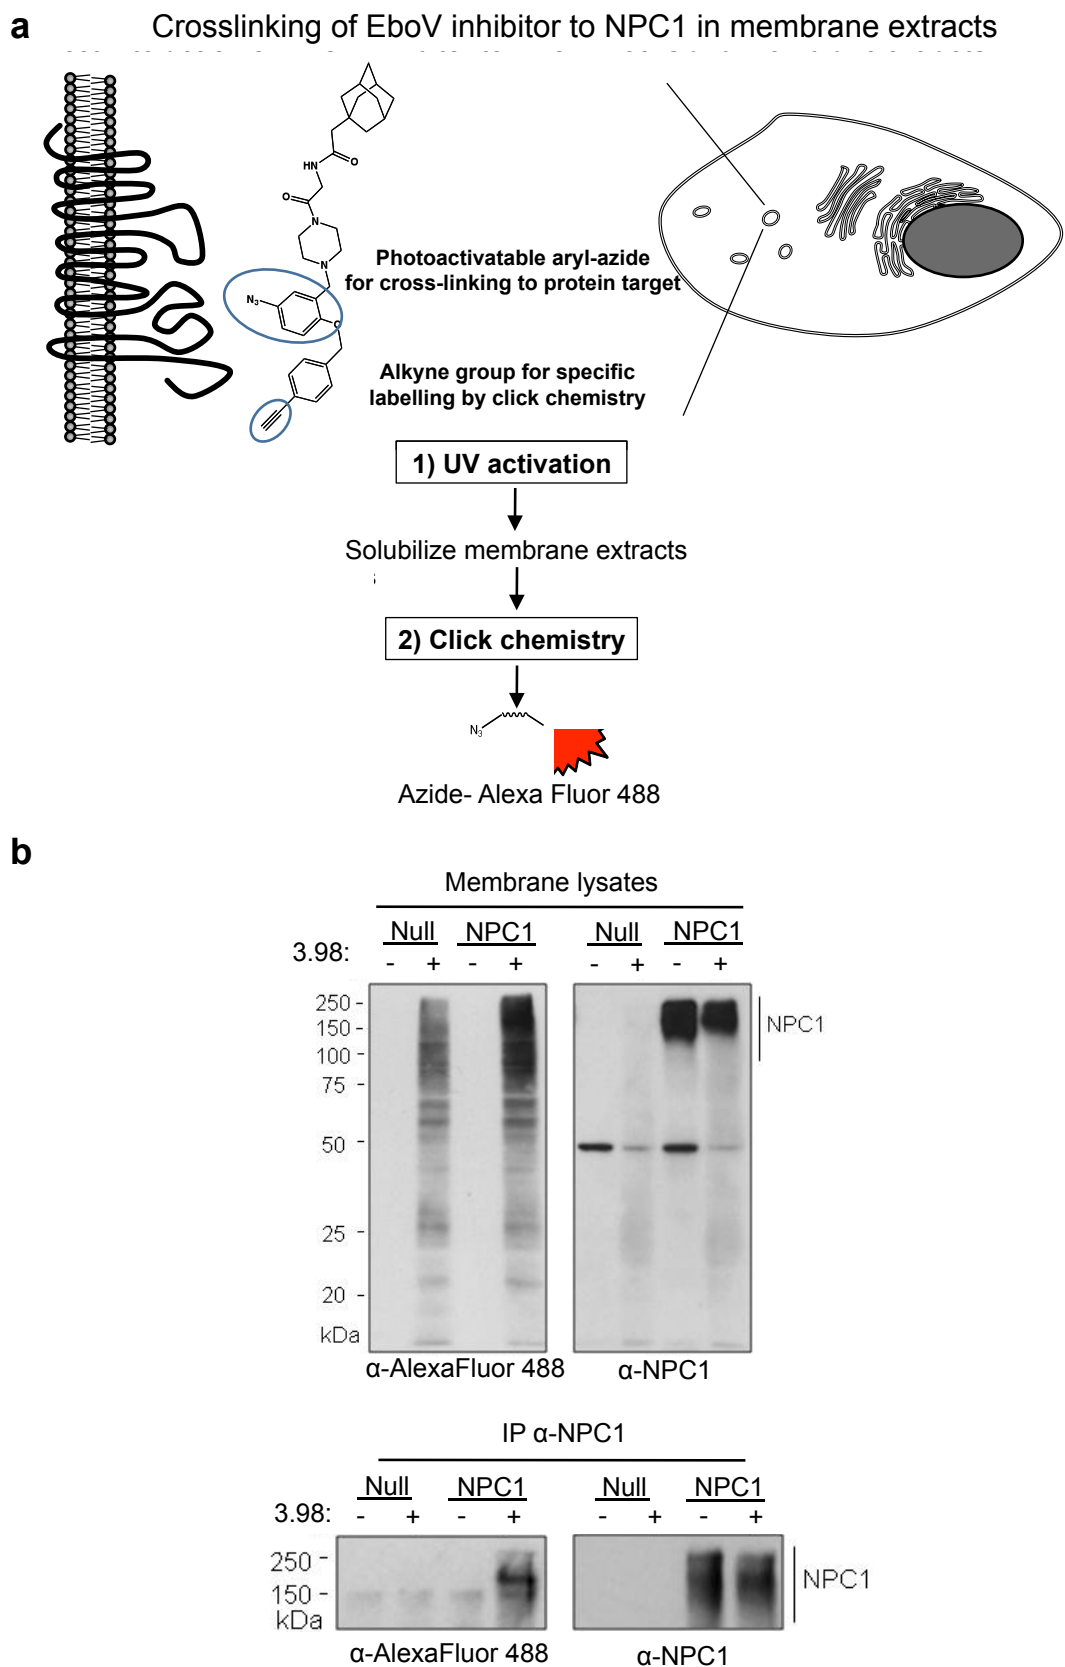 a
Crosslinking of EboV inhibitor to NPC1 in membrane extracts
HN
O
O
N
N
N3
O
Photoactivatable aryl-azide
for cross-linking to protein target
Alkyne group for specific
labelling by click chemistry
1) UV activation
Solubilize membrane extracts
2) Click chemistry
N3
Azide- Alexa Fluor 488
b
Membrane lysates
Null NPC1 Null NPC1
3.98: - + - + - + - +
250 -
150 -
100 -
75 -
50 -
25 -
20 -
kDa
NPC1
α-AlexaFluor 488 α-NPC1
IP α-NPC1
Null NPC1 Null NPC1
3.98: - + - + - + - +
250 -
150 -
kDa
NPC1
α-AlexaFluor 488 α-NPC1